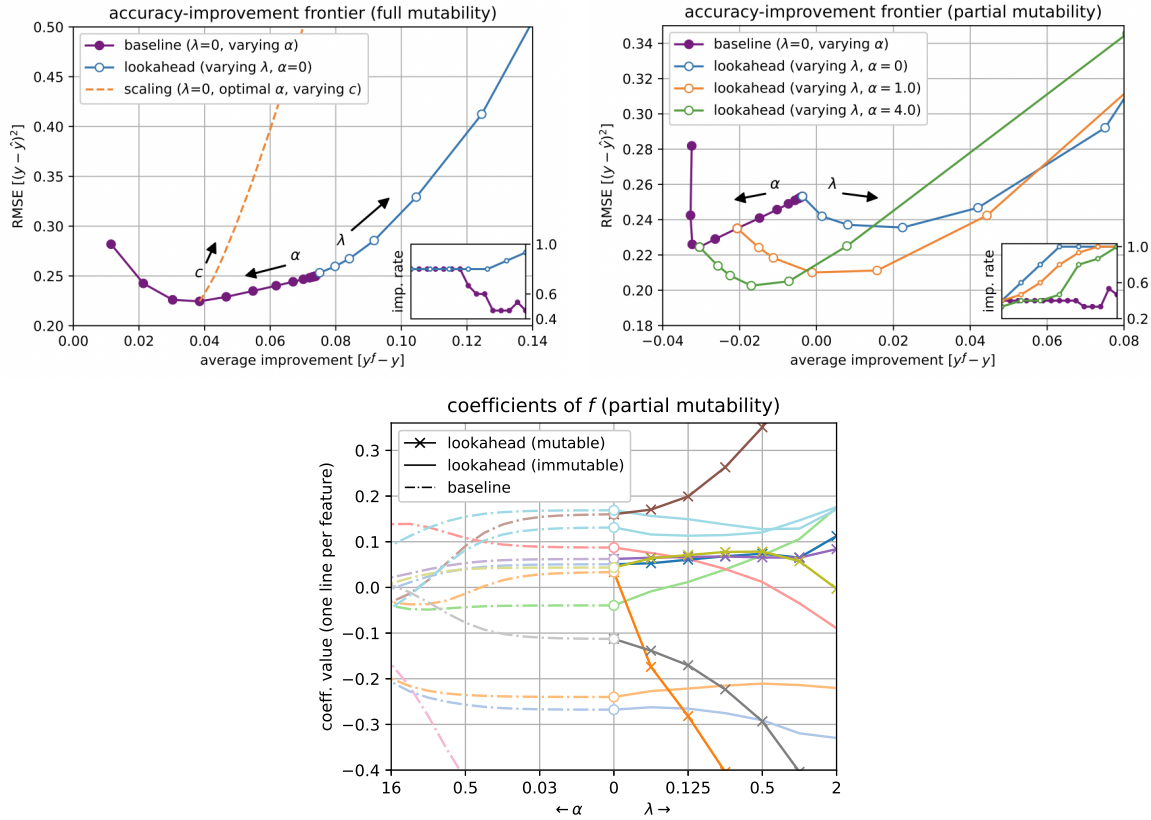 accuracy-improvement frontier (full mutability)
RMSE [(y − ŷ)²]
0.50
0.45
0.40
0.35
0.30
0.25
0.20
baseline (λ=0, varying α)
lookahead (varying λ, α=0)
scaling (λ=0, optimal α, varying c)
c
α
λ
imp. rate
1.0
0.6
0.4
0.00
0.02
0.04
0.06
0.08
0.10
0.12
0.14
average improvement [yᶠ − y]
accuracy-improvement frontier (partial mutability)
RMSE [(y − ŷ)²]
0.34
0.32
0.30
0.28
0.26
0.24
0.22
0.20
0.18
baseline (λ=0, varying α)
lookahead (varying λ, α = 0)
lookahead (varying λ, α = 1.0)
lookahead (varying λ, α = 4.0)
α
λ
imp. rate
1.0
0.6
0.2
−0.04
−0.02
0.00
0.02
0.04
0.06
0.08
average improvement [yᶠ − y]
coefficients of f (partial mutability)
coeff. value (one line per feature)
0.3
0.2
0.1
0.0
−0.1
−0.2
−0.3
−0.4
lookahead (mutable)
lookahead (immutable)
baseline
16
0.5
0.03
0
0.125
0.5
2
← α
λ →